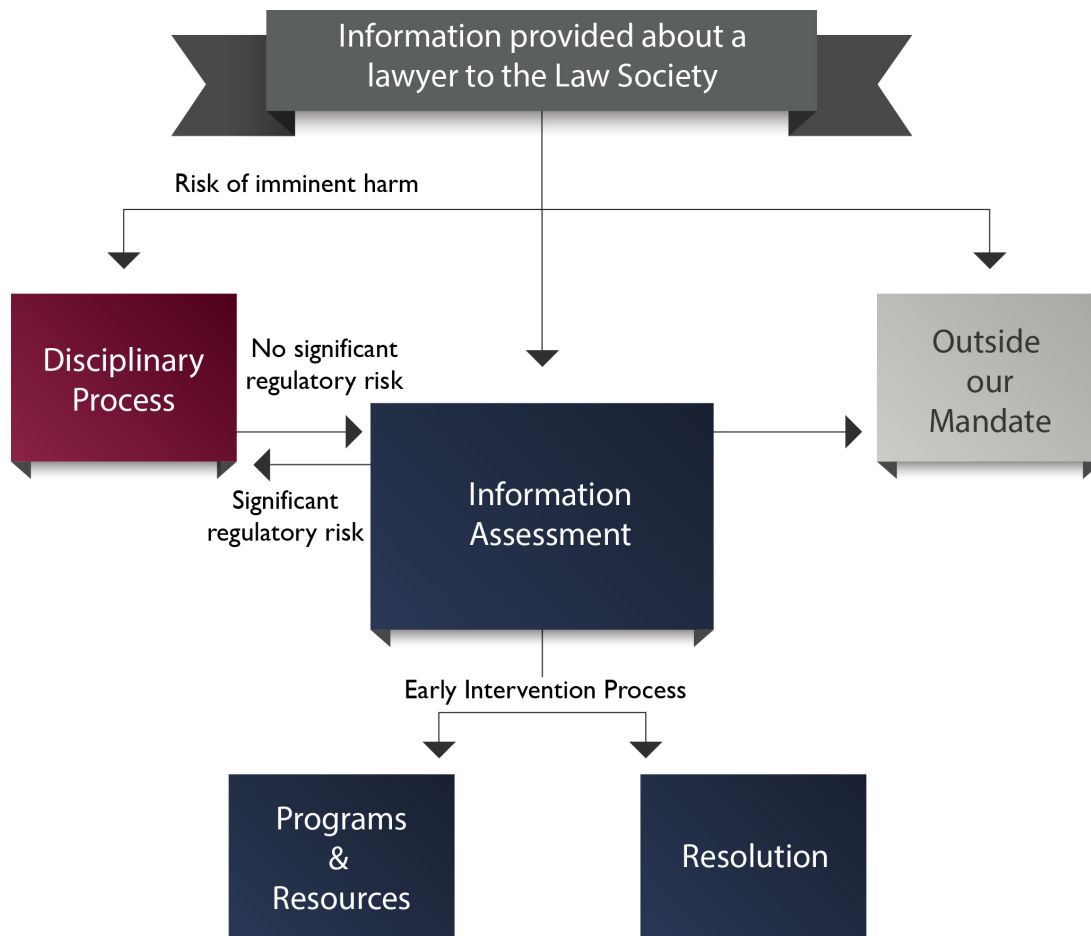 Information provided about a
lawyer to the Law Society
Risk of imminent harm
Disciplinary
Process
No significant
regulatory risk
Significant
regulatory risk
Information
Assessment
Outside
our
Mandate
Early Intervention Process
Programs
&
Resources
Resolution